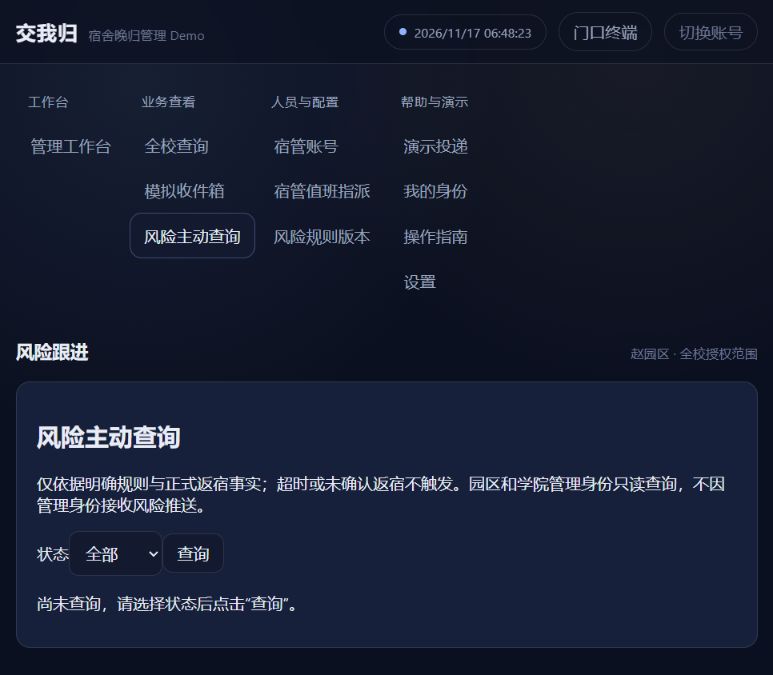 交我归 宿舍晚归管理 Demo 2026/11/17 06:48:23 门口终端 切换账号
工作台 业务查看 人员与配置 帮助与演示
管理工作台 全校查询 宿管账号 演示投递
模拟收件箱 宿管值班指派 我的身份
风险主动查询 风险规则版本 操作指南
设置
风险跟进 赵园区 · 全校授权范围
风险主动查询
仅依据明确规则与正式返宿事实；超时或未确认返宿不触发。园区和学院管理身份只读查询，不因
管理身份接收风险推送。
状态 全部 查询
尚未查询，请选择状态后点击“查询”。